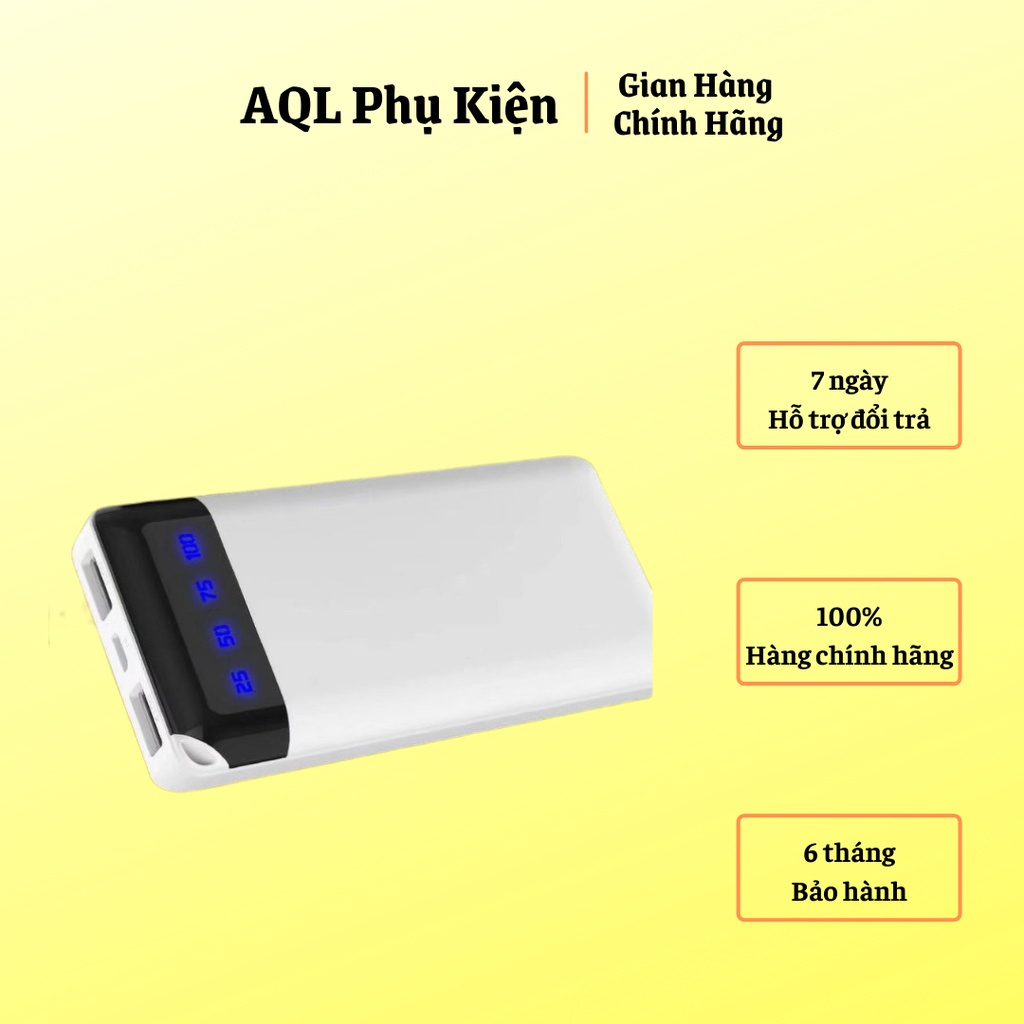 AQL Phụ Kiện
Gian Hàng
Chính Hãng
7 ngày
Hỗ trợ đổi trả
100
75
50
25
100%
Hàng chính hãng
6 tháng
Bảo hành